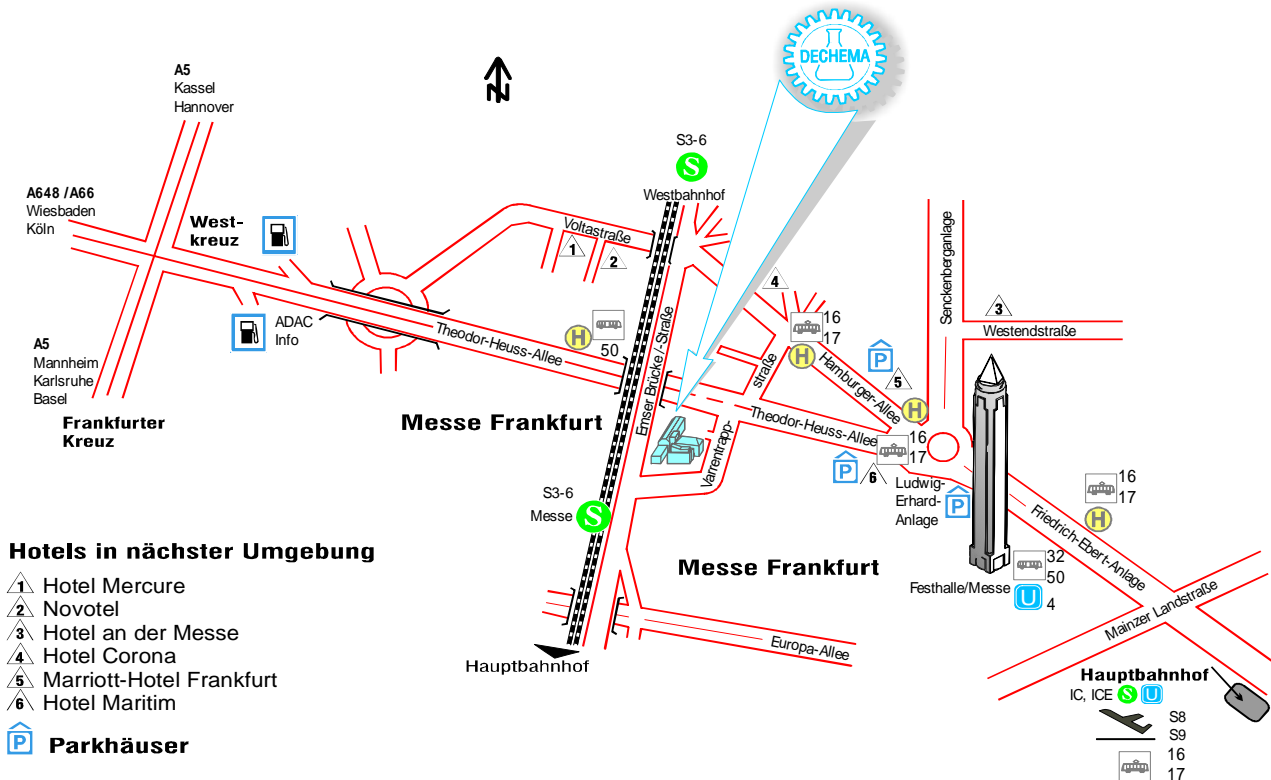 DECHEMA
N
A5
Kassel
Hannover
S3-6
S
Westbahnhof
A648 /A66
Wiesbaden
Köln
West-
kreuz
Voltastraße
1
2
Senckenberganlage
4
3
Westendstraße
16
17
H
ADAC
Info
Theodor-Heuss-Allee
H
50
Emser Brücke /-Straße
straße
Varrentrapp-
P
Hamburger-Allee
5
H
A5
Mannheim
Karlsruhe
Basel
Frankfurter
Kreuz
Messe Frankfurt
Theodor-Heuss-Allee
16
17
P
6
Ludwig-
Erhard-
Anlage
P
16
17
H
Friedrich-Ebert-Anlage
S3-6
Messe
S
Messe Frankfurt
Festhalle/Messe
32
50
U
4
Mainzer Landstraße
Europa-Allee
Hauptbahnhof
Hotels in nächster Umgebung
1 Hotel Mercure
2 Novotel
3 Hotel an der Messe
4 Hotel Corona
5 Marriott-Hotel Frankfurt
6 Hotel Maritim
P Parkhäuser
Hauptbahnhof
IC, ICE S U
S8
S9
16
17